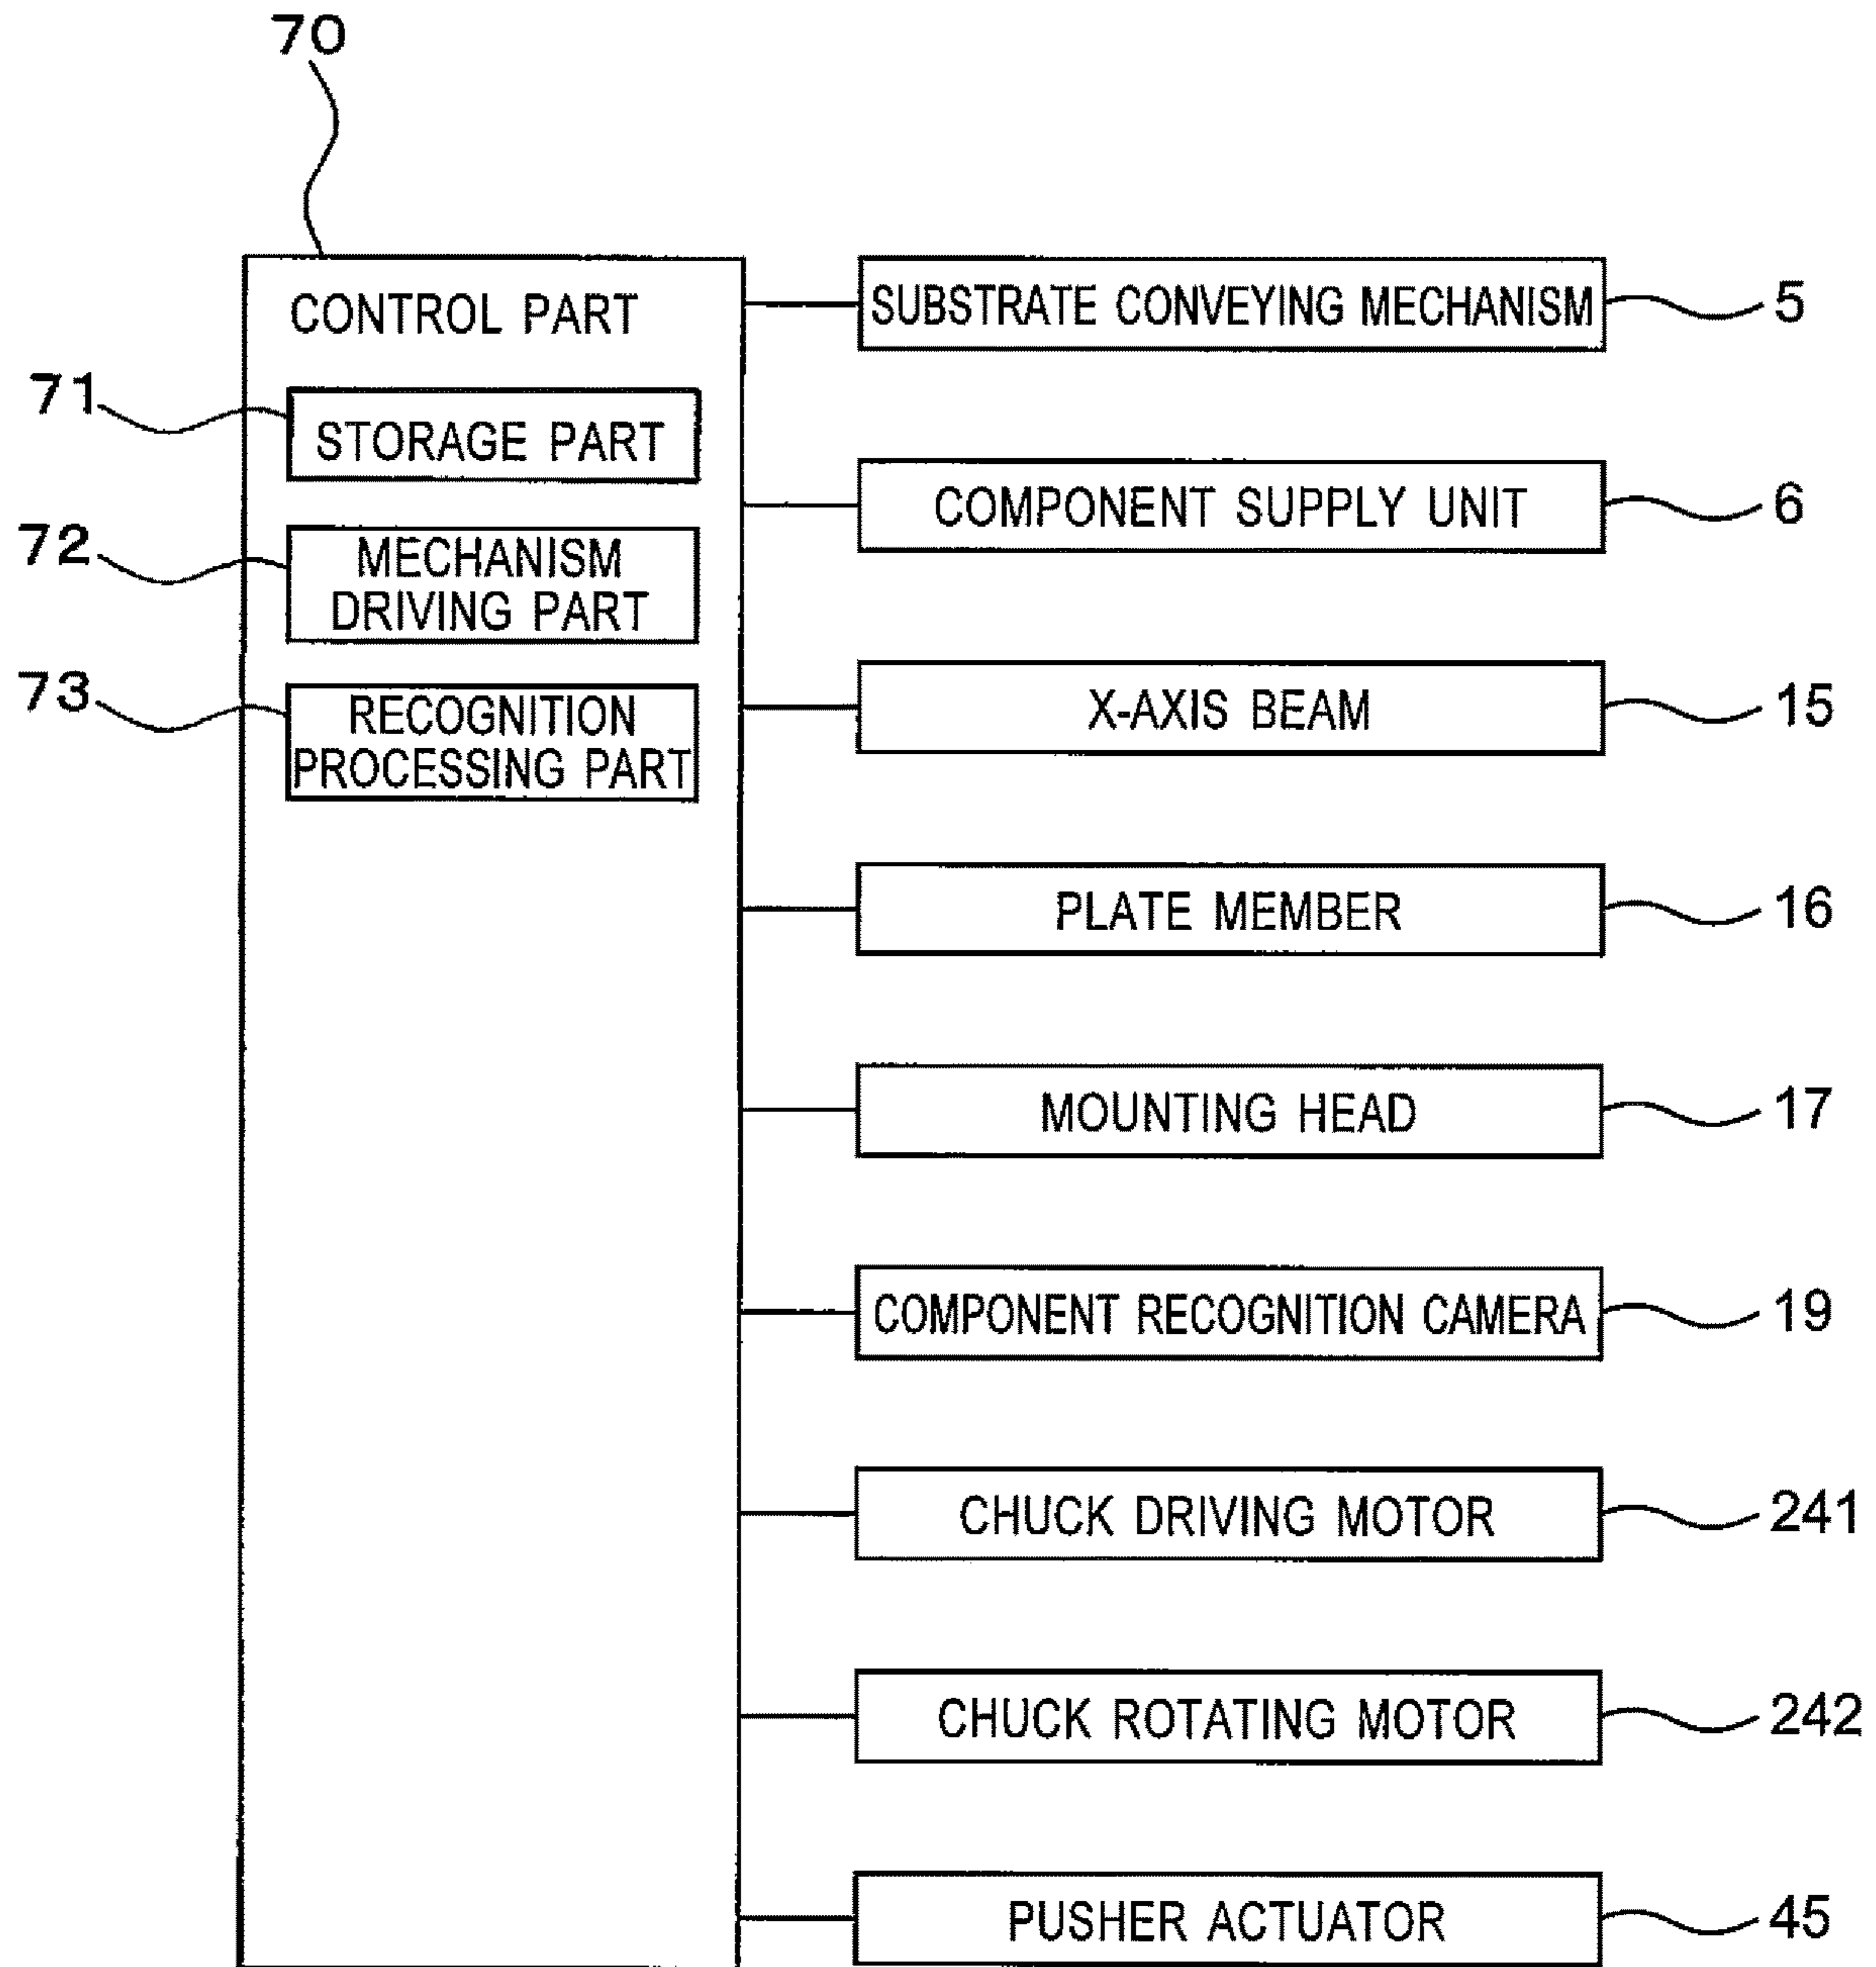 70
CONTROL PART
71
STORAGE PART
72
MECHANISM
DRIVING PART
73
RECOGNITION
PROCESSING PART
SUBSTRATE CONVEYING MECHANISM
5
COMPONENT SUPPLY UNIT
6
X-AXIS BEAM
15
PLATE MEMBER
16
MOUNTING HEAD
17
COMPONENT RECOGNITION CAMERA
19
CHUCK DRIVING MOTOR
241
CHUCK ROTATING MOTOR
242
PUSHER ACTUATOR
45